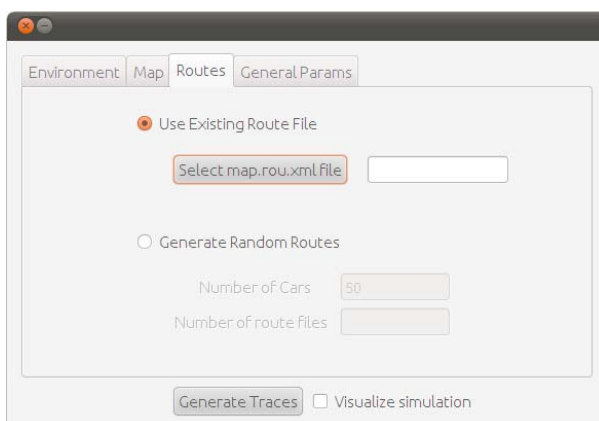 Environment Map Routes General Params
Use Existing Route File
Select map.rou.xml file
Generate Random Routes
Number of Cars 50
Number of route files
Generate Traces Visualize simulation